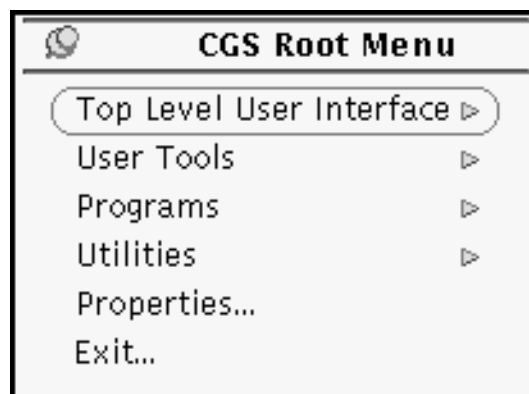 CGS Root Menu
Top Level User Interface
User Tools
Programs
Utilities
Properties...
Exit...